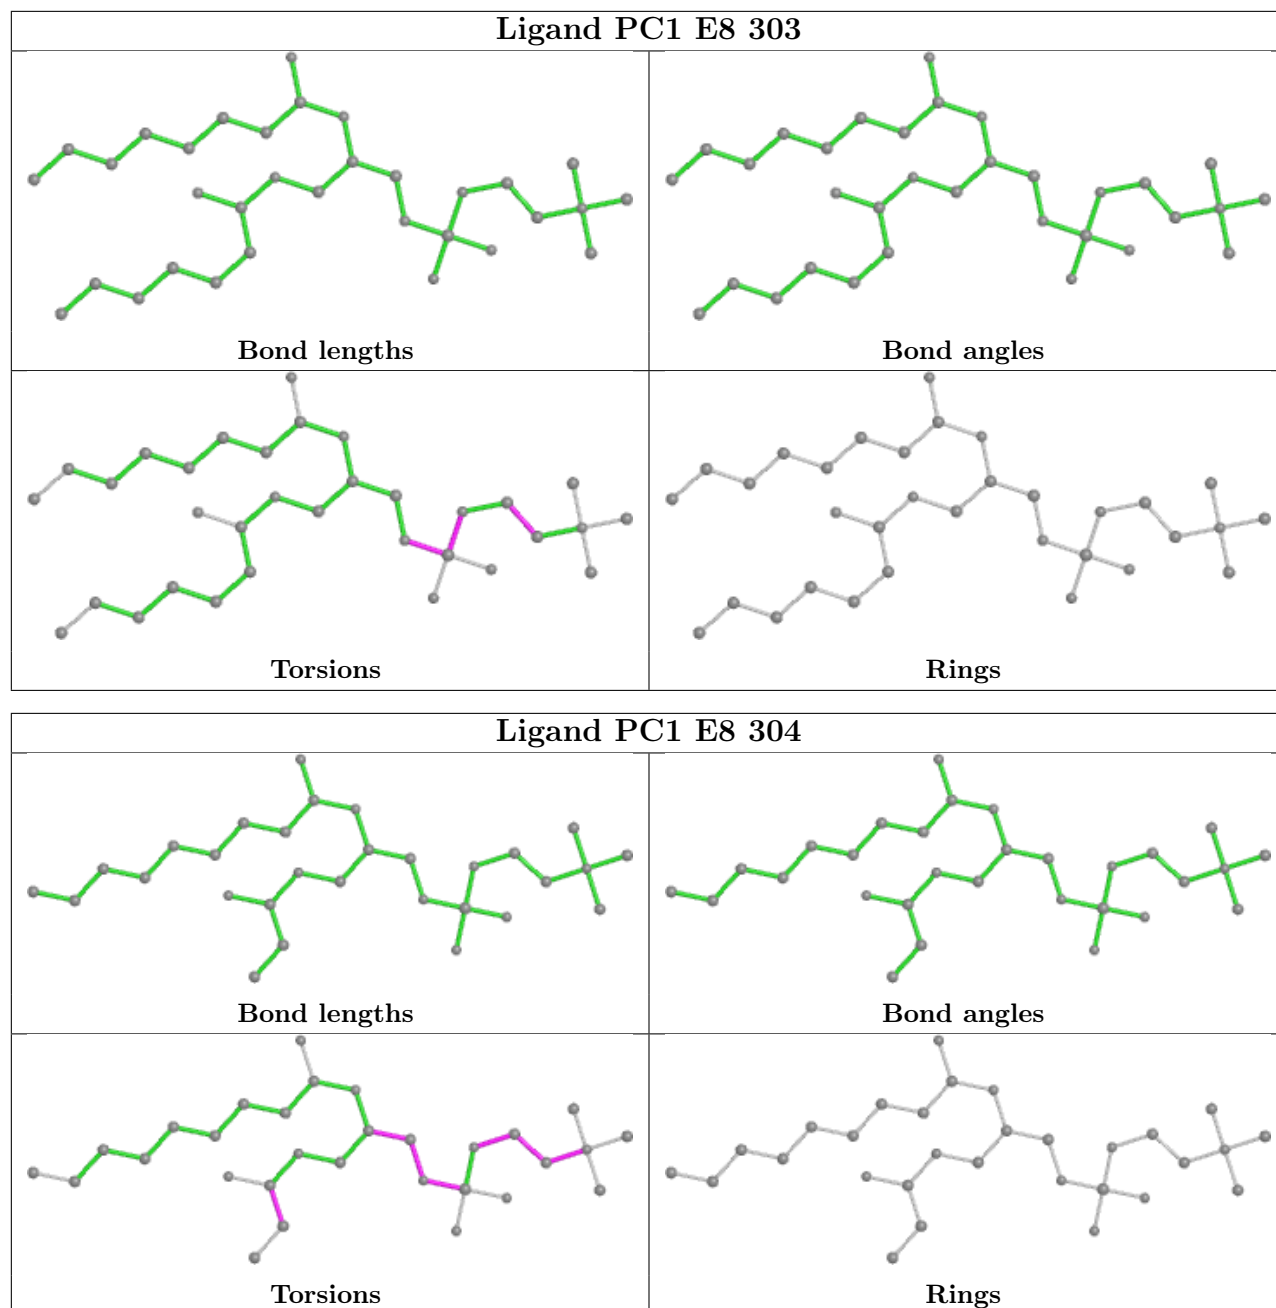 Ligand PC1 E8 303
Bond lengths
Bond angles
Torsions
Rings
Ligand PC1 E8 304
Bond lengths
Bond angles
Torsions
Rings